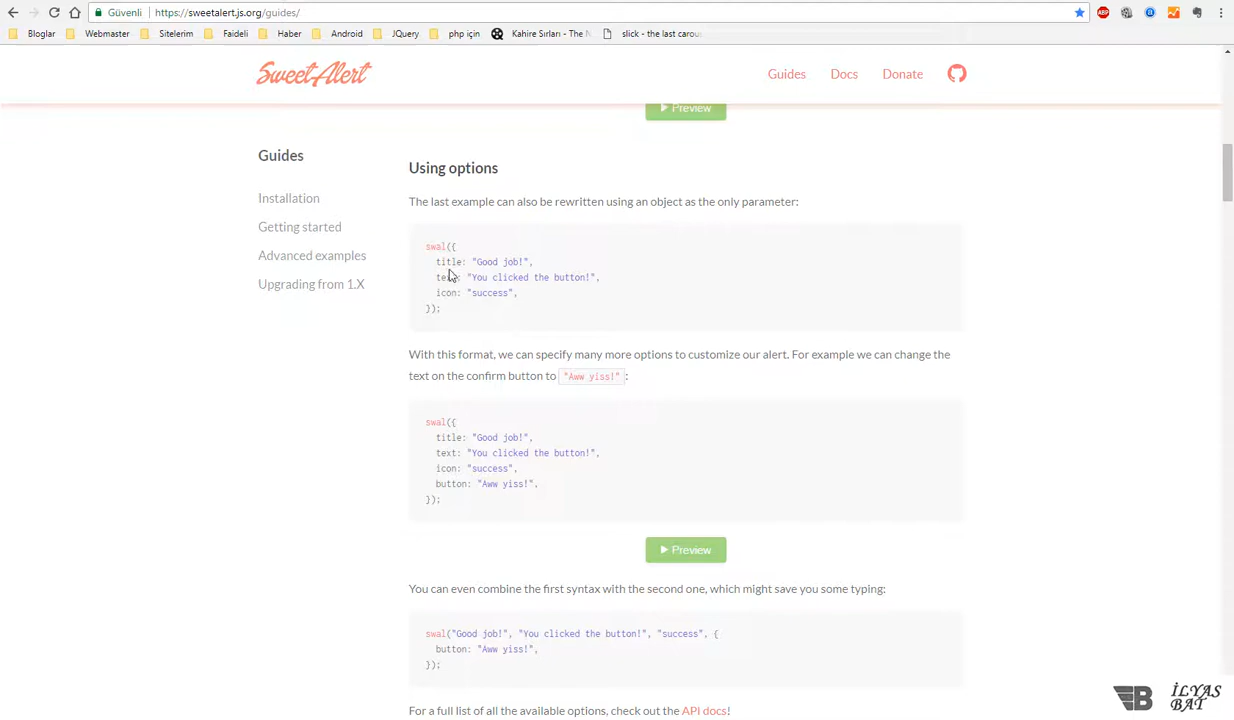 Güvenli https://sweetalert.js.org/guides/
Bloglar Webmaster Sitelerim Faideli Haber Android JQuery php için Kahire Sırları - The N slick - the last carou
SweetAlert Guides Docs Donate
Preview
Guides
Installation
Getting started
Advanced examples
Upgrading from 1.X
Using options
The last example can also be rewritten using an object as the only parameter:
swal({
title: "Good job!",
text: "You clicked the button!",
icon: "success",
});
With this format, we can specify many more options to customize our alert. For example we can change the
text on the confirm button to "Aww yiss!":
swal({
title: "Good job!",
text: "You clicked the button!",
icon: "success",
button: "Aww yiss!",
});
Preview
You can even combine the first syntax with the second one, which might save you some typing:
swal("Good job!", "You clicked the button!", "success", {
button: "Aww yiss!",
});
For a full list of all the available options, check out the API docs!
B İLYAS
BAT